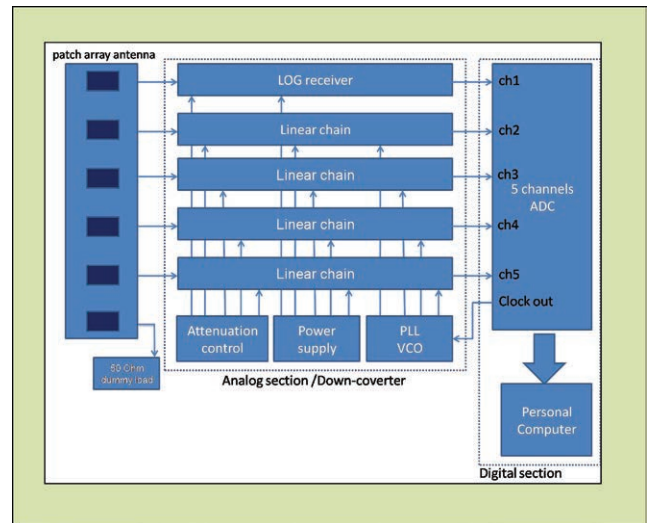 patch array antenna
LOG receiver
ch1
Linear chain
ch2
Linear chain
ch3
5 channels
ADC
Linear chain
ch4
Linear chain
ch5
Clock out
Attenuation
control
Power
supply
PLL
VCO
50 Ohm
dummy load
Analog section /Down-coverter
Personal
Computer
Digital section